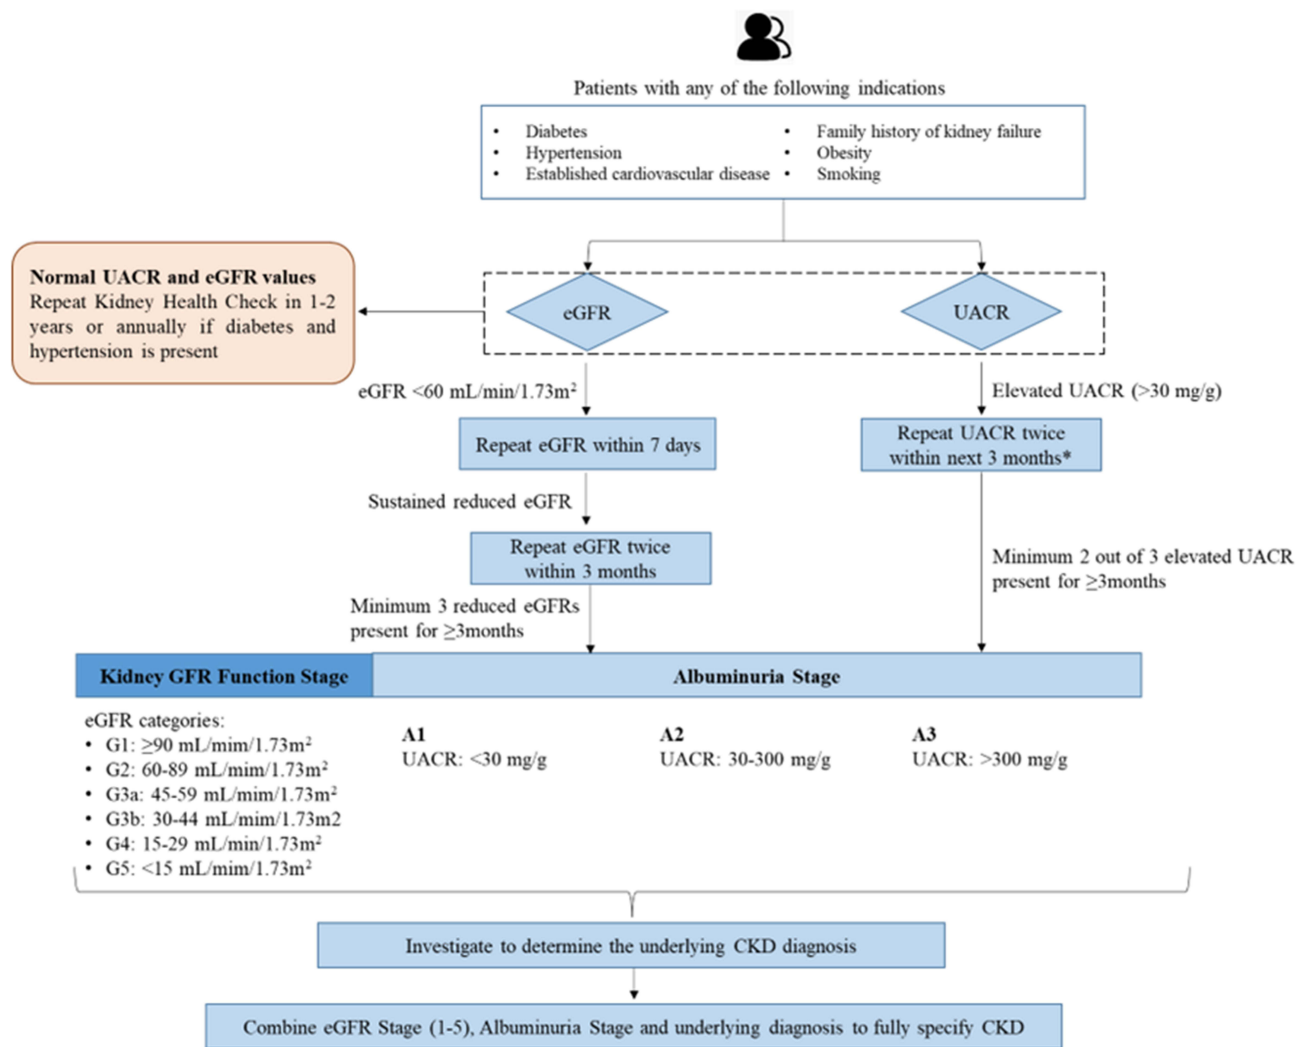 Patients with any of the following indications
• Diabetes
• Hypertension
• Established cardiovascular disease
• Family history of kidney failure
• Obesity
• Smoking
Normal UACR and eGFR values
Repeat Kidney Health Check in 1-2
years or annually if diabetes and
hypertension is present
eGFR
UACR
eGFR <60 mL/min/1.73m²
Elevated UACR (>30 mg/g)
Repeat eGFR within 7 days
Repeat UACR twice
within next 3 months*
Sustained reduced eGFR
Repeat eGFR twice
within 3 months
Minimum 2 out of 3 elevated UACR
present for ≥3months
Minimum 3 reduced eGFRs
present for ≥3months
Kidney GFR Function Stage
Albuminuria Stage
eGFR categories:
• G1: ≥90 mL/mim/1.73m²
• G2: 60-89 mL/mim/1.73m²
• G3a: 45-59 mL/mim/1.73m²
• G3b: 30-44 mL/mim/1.73m2
• G4: 15-29 mL/min/1.73m²
• G5: <15 mL/mim/1.73m²
A1
UACR: <30 mg/g
A2
UACR: 30-300 mg/g
A3
UACR: >300 mg/g
Investigate to determine the underlying CKD diagnosis
Combine eGFR Stage (1-5), Albuminuria Stage and underlying diagnosis to fully specify CKD